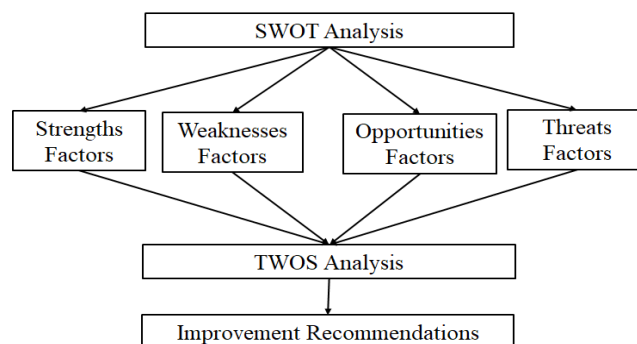 SWOT Analysis
Strengths
Factors
Weaknesses
Factors
Opportunities
Factors
Threats
Factors
TWOS Analysis
Improvement Recommendations